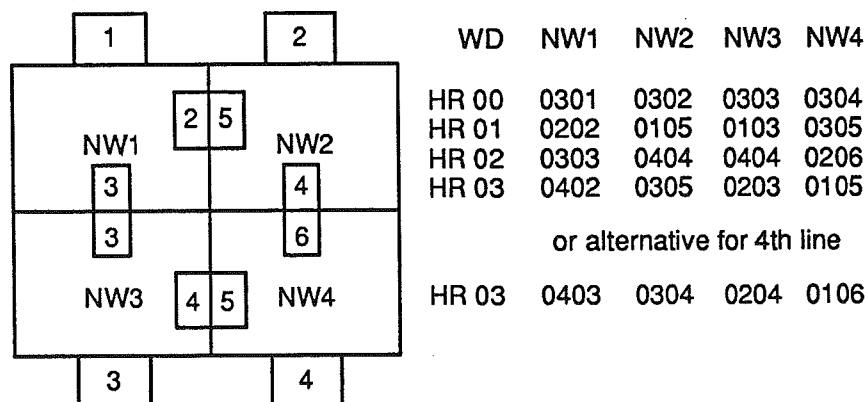 1 2
2 5
NW1 NW2
3 4
3 6
NW3 4 5 NW4
3 4
WD NW1 NW2 NW3 NW4
HR 00 0301 0302 0303 0304
HR 01 0202 0105 0103 0305
HR 02 0303 0404 0404 0206
HR 03 0402 0305 0203 0105
or alternative for 4th line
HR 03 0403 0304 0204 0106